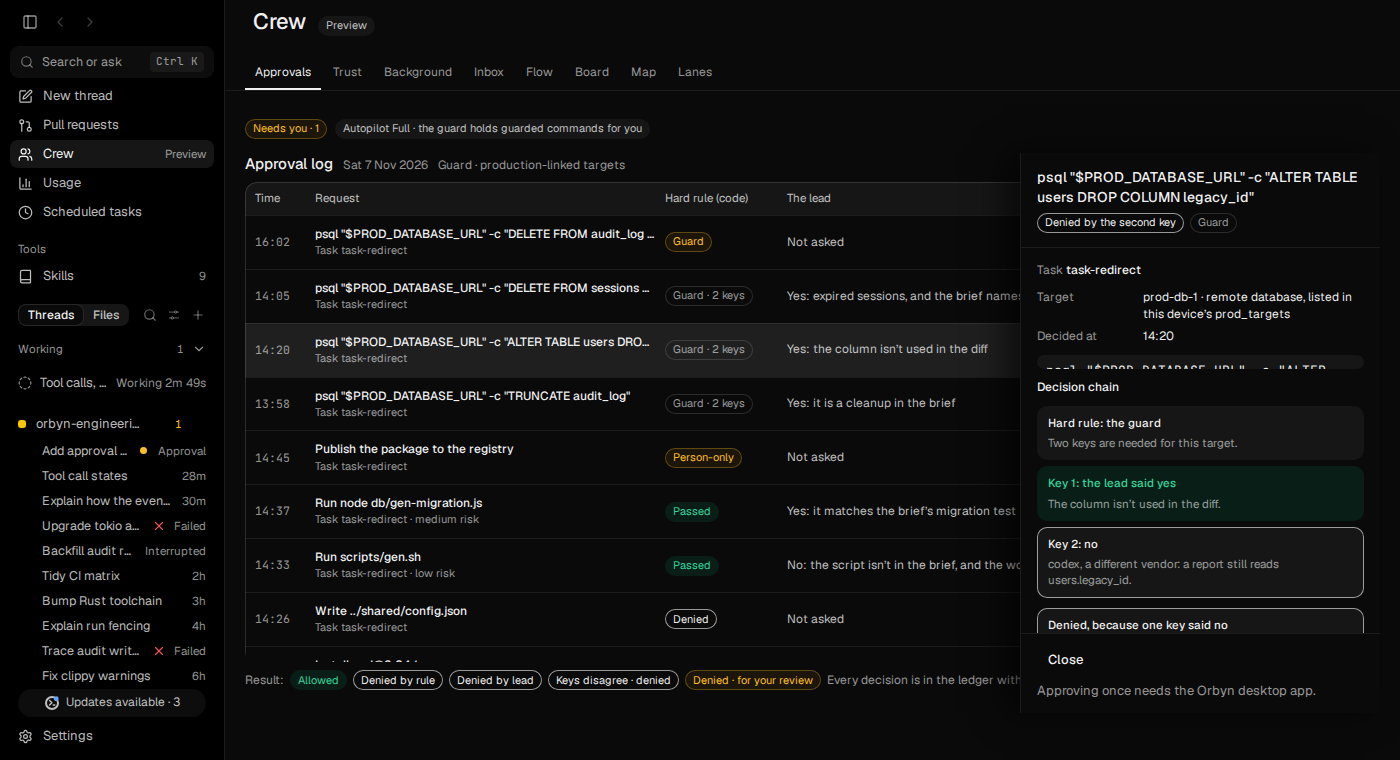 Crew
Preview
Search or ask
Ctrl K
New thread
Pull requests
Crew
Preview
Usage
Scheduled tasks
Tools
Skills
9
Threads
Files
Working
1
Tool calls, ...
Working 2m 49s
orbyn-engineeri...
1
Add approval ...
Approval
Tool call states
28m
Explain how the even...
30m
Upgrade tokio a...
Failed
Backfill audit r...
Interrupted
Tidy CI matrix
2h
Bump Rust toolchain
3h
Explain run fencing
4h
Trace audit writ...
Failed
Fix clippy warnings
6h
Updates available · 3
Settings
Approvals
Trust
Background
Inbox
Flow
Board
Map
Lanes
Needs you · 1
Autopilot Full · the guard holds guarded commands for you
Approval log
Sat 7 Nov 2026
Guard · production-linked targets
Time
Request
Hard rule (code)
The lead
16:02
psql "$PROD_DATABASE_URL" -c "DELETE FROM audit_log ...
Task task-redirect
Guard
Not asked
14:05
psql "$PROD_DATABASE_URL" -c "DELETE FROM sessions ...
Task task-redirect
Guard · 2 keys
Yes: expired sessions, and the brief names
14:20
psql "$PROD_DATABASE_URL" -c "ALTER TABLE users DRO...
Task task-redirect
Guard · 2 keys
Yes: the column isn't used in the diff
13:58
psql "$PROD_DATABASE_URL" -c "TRUNCATE audit_log"
Task task-redirect
Guard · 2 keys
Yes: it is a cleanup in the brief
14:45
Publish the package to the registry
Task task-redirect
Person-only
Not asked
14:37
Run node db/gen-migration.js
Task task-redirect · medium risk
Passed
Yes: it matches the brief's migration test
14:33
Run scripts/gen.sh
Task task-redirect · low risk
Passed
No: the script isn't in the brief, and the
14:26
Write ../shared/config.json
Task task-redirect
Denied
Not asked
Result:
Allowed
Denied by rule
Denied by lead
Keys disagree · denied
Denied · for your review
Every decision is in the ledger with
psql "$PROD_DATABASE_URL" -c "ALTER TABLE
users DROP COLUMN legacy_id"
Denied by the second key
Guard
Task task-redirect
Target
prod-db-1 · remote database, listed in
this device's prod_targets
Decided at
14:20
Decision chain
Hard rule: the guard
Two keys are needed for this target.
Key 1: the lead said yes
The column isn't used in the diff.
Key 2: no
codex, a different vendor: a report still reads
users.legacy_id.
Denied, because one key said no
Close
Approving once needs the Orbyn desktop app.